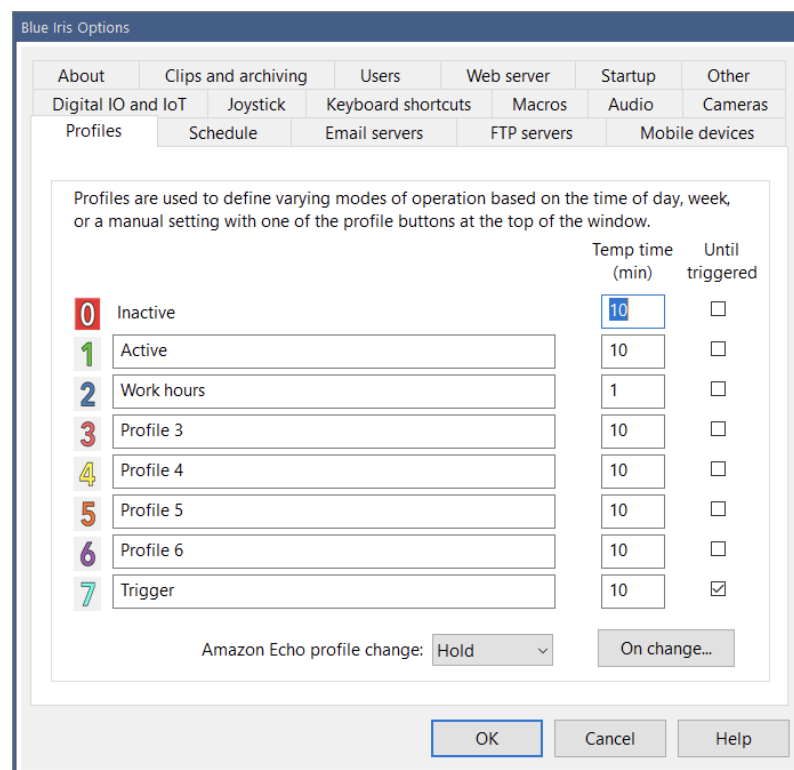 Blue Iris Options
About Clips and archiving Users Web server Startup Other
Digital IO and IoT Joystick Keyboard shortcuts Macros Audio Cameras
Profiles Schedule Email servers FTP servers Mobile devices
Profiles are used to define varying modes of operation based on the time of day, week,
or a manual setting with one of the profile buttons at the top of the window.
Temp time Until
(min) triggered
0 Inactive 10
1 Active 10
2 Work hours 1
3 Profile 3 10
4 Profile 4 10
5 Profile 5 10
6 Profile 6 10
7 Trigger 10
Amazon Echo profile change: Hold On change...
OK Cancel Help